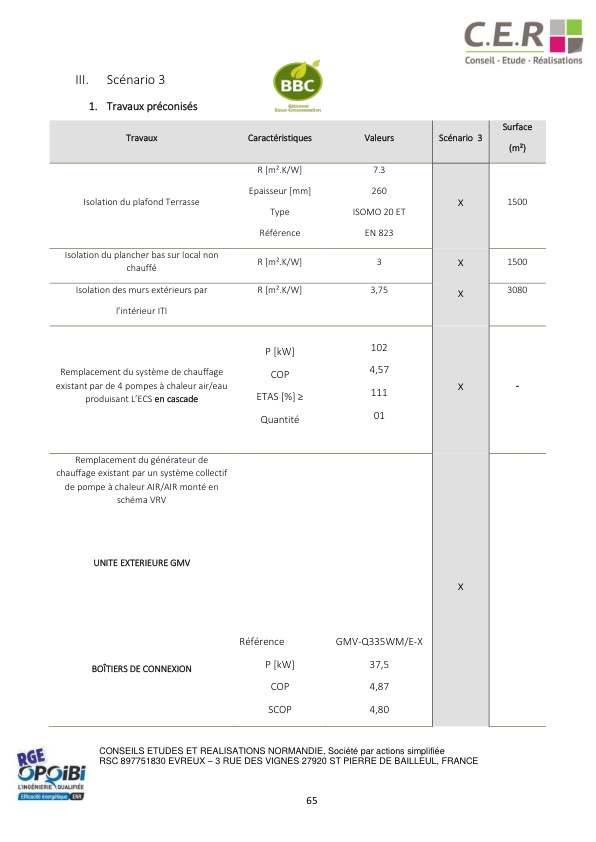 C.E.R
Conseil · Etude · Réalisations
III. Scénario 3
BBC
Bâtiment
Basse Consommation
1. Travaux préconisés
Travaux Caractéristiques Valeurs Scénario 3 Surface
(m²)
R [m².K/W] 7.3
Epaisseur [mm] 260
Isolation du plafond Terrasse X 1500
Type ISOMO 20 ET
Référence EN 823
Isolation du plancher bas sur local non
chauffé
R [m².K/W] 3 X 1500
Isolation des murs extérieurs par
l’intérieur ITI
R [m².K/W] 3,75 X 3080
Remplacement du système de chauffage
existant par de 4 pompes à chaleur air/eau
produisant L’ECS en cascade
P [kW] 102
COP 4,57
ETAS [%] ≥ 111
Quantité 01
X -
Remplacement du générateur de
chauffage existant par un système collectif
de pompe à chaleur AIR/AIR monté en
schéma VRV
UNITE EXTERIEURE GMV
X
BOÎTIERS DE CONNEXION
Référence GMV-Q335WM/E-X
P [kW] 37,5
COP 4,87
SCOP 4,80
RGE
OPQIBI
L'INGÉNIERIE QUALIFIÉE
Efficacité énergétique ENR
CONSEILS ETUDES ET REALISATIONS NORMANDIE, Société par actions simplifiée
RSC 897751830 EVREUX – 3 RUE DES VIGNES 27920 ST PIERRE DE BAILLEUL, FRANCE
65